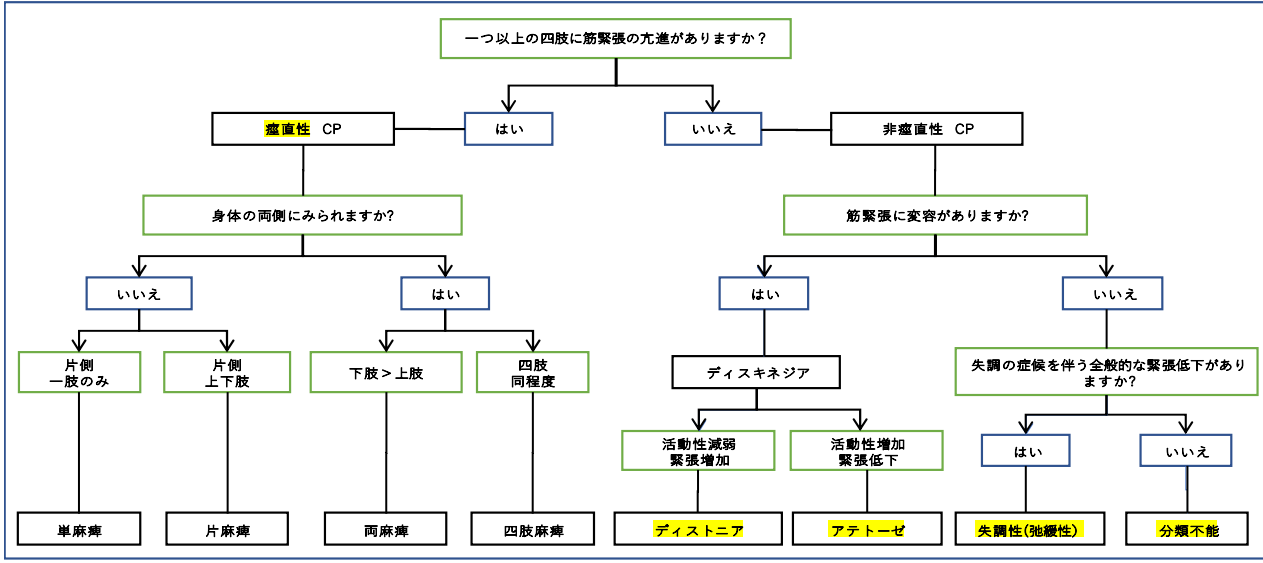 一つ以上の四肢に筋緊張の亢進がありますか？
痙直性　CP
はい
いいえ
非痙直性　CP
身体の両側にみられますか?
筋緊張に変容がありますか?
いいえ
はい
はい
いいえ
片側
一肢のみ
片側
上下肢
下肢＞上肢
四肢
同程度
ディスキネジア
失調の症候を伴う全般的な緊張低下があり
ますか?
活動性減弱
緊張増加
活動性増加
緊張低下
はい
いいえ
単麻痺
片麻痺
両麻痺
四肢麻痺
ディストニア
アテトーゼ
失調性(弛緩性)
分類不能